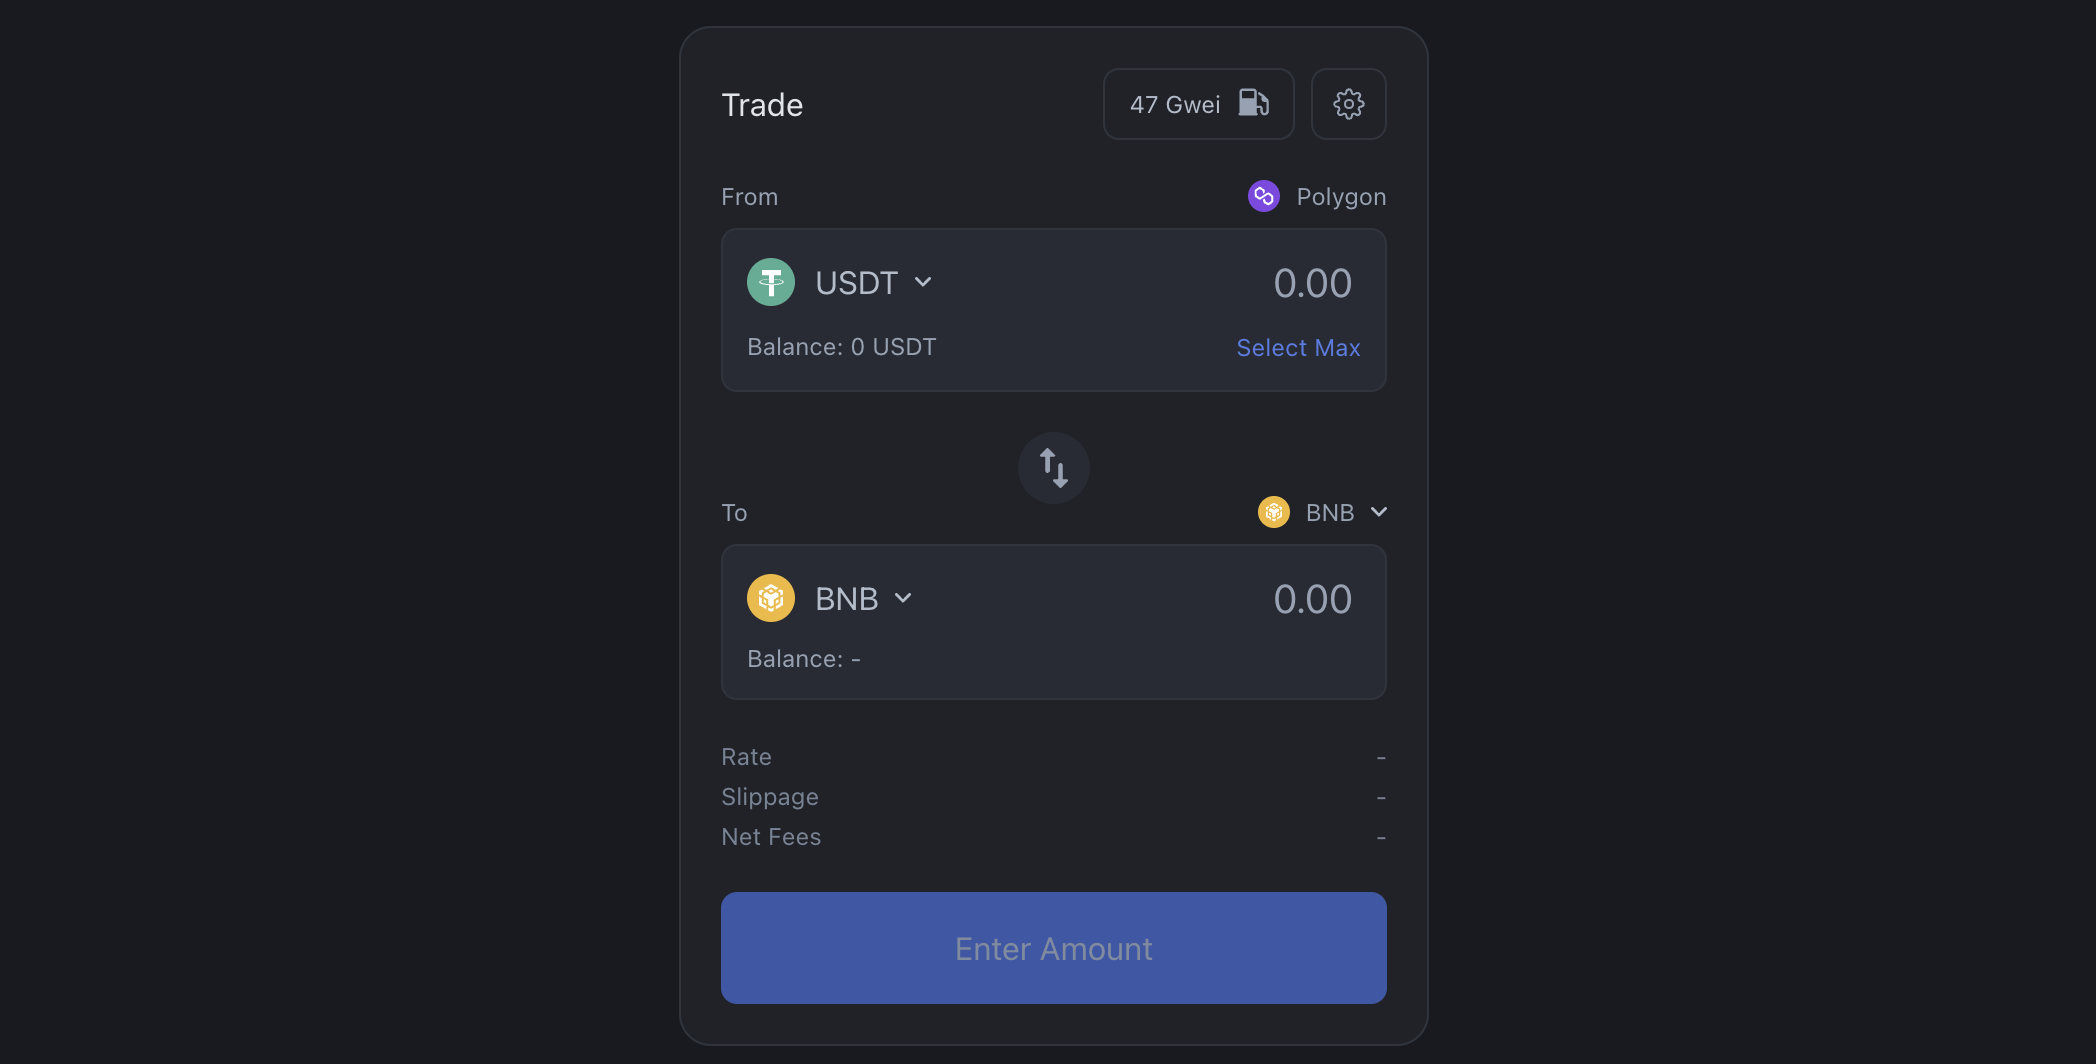 Trade
47 Gwei
From
Polygon
USDT
0.00
Balance: 0 USDT
Select Max
To
BNB
BNB
0.00
Balance: -
Rate -
Slippage -
Net Fees -
Enter Amount